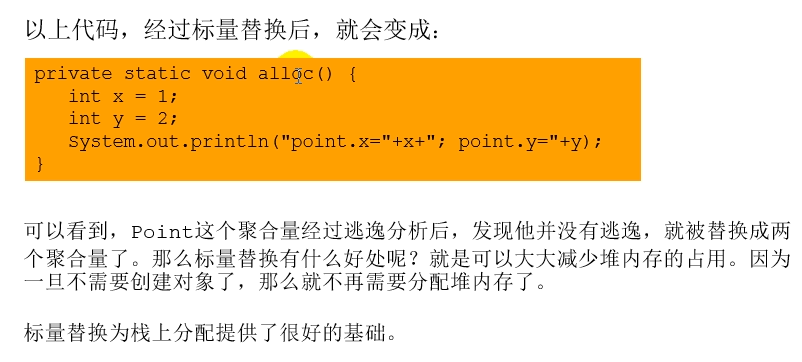 以上代码，经过标量替换后，就会变成：
private static void alloc() {
   int x = 1;
   int y = 2;
   System.out.println("point.x="+x+"; point.y="+y);
}
可以看到，Point这个聚合量经过逃逸分析后，发现他并没有逃逸，就被替换成两
个聚合量了。那么标量替换有什么好处呢？就是可以大大减少堆内存的占用。因为
一旦不需要创建对象了，那么就不再需要分配堆内存了。
标量替换为栈上分配提供了很好的基础。